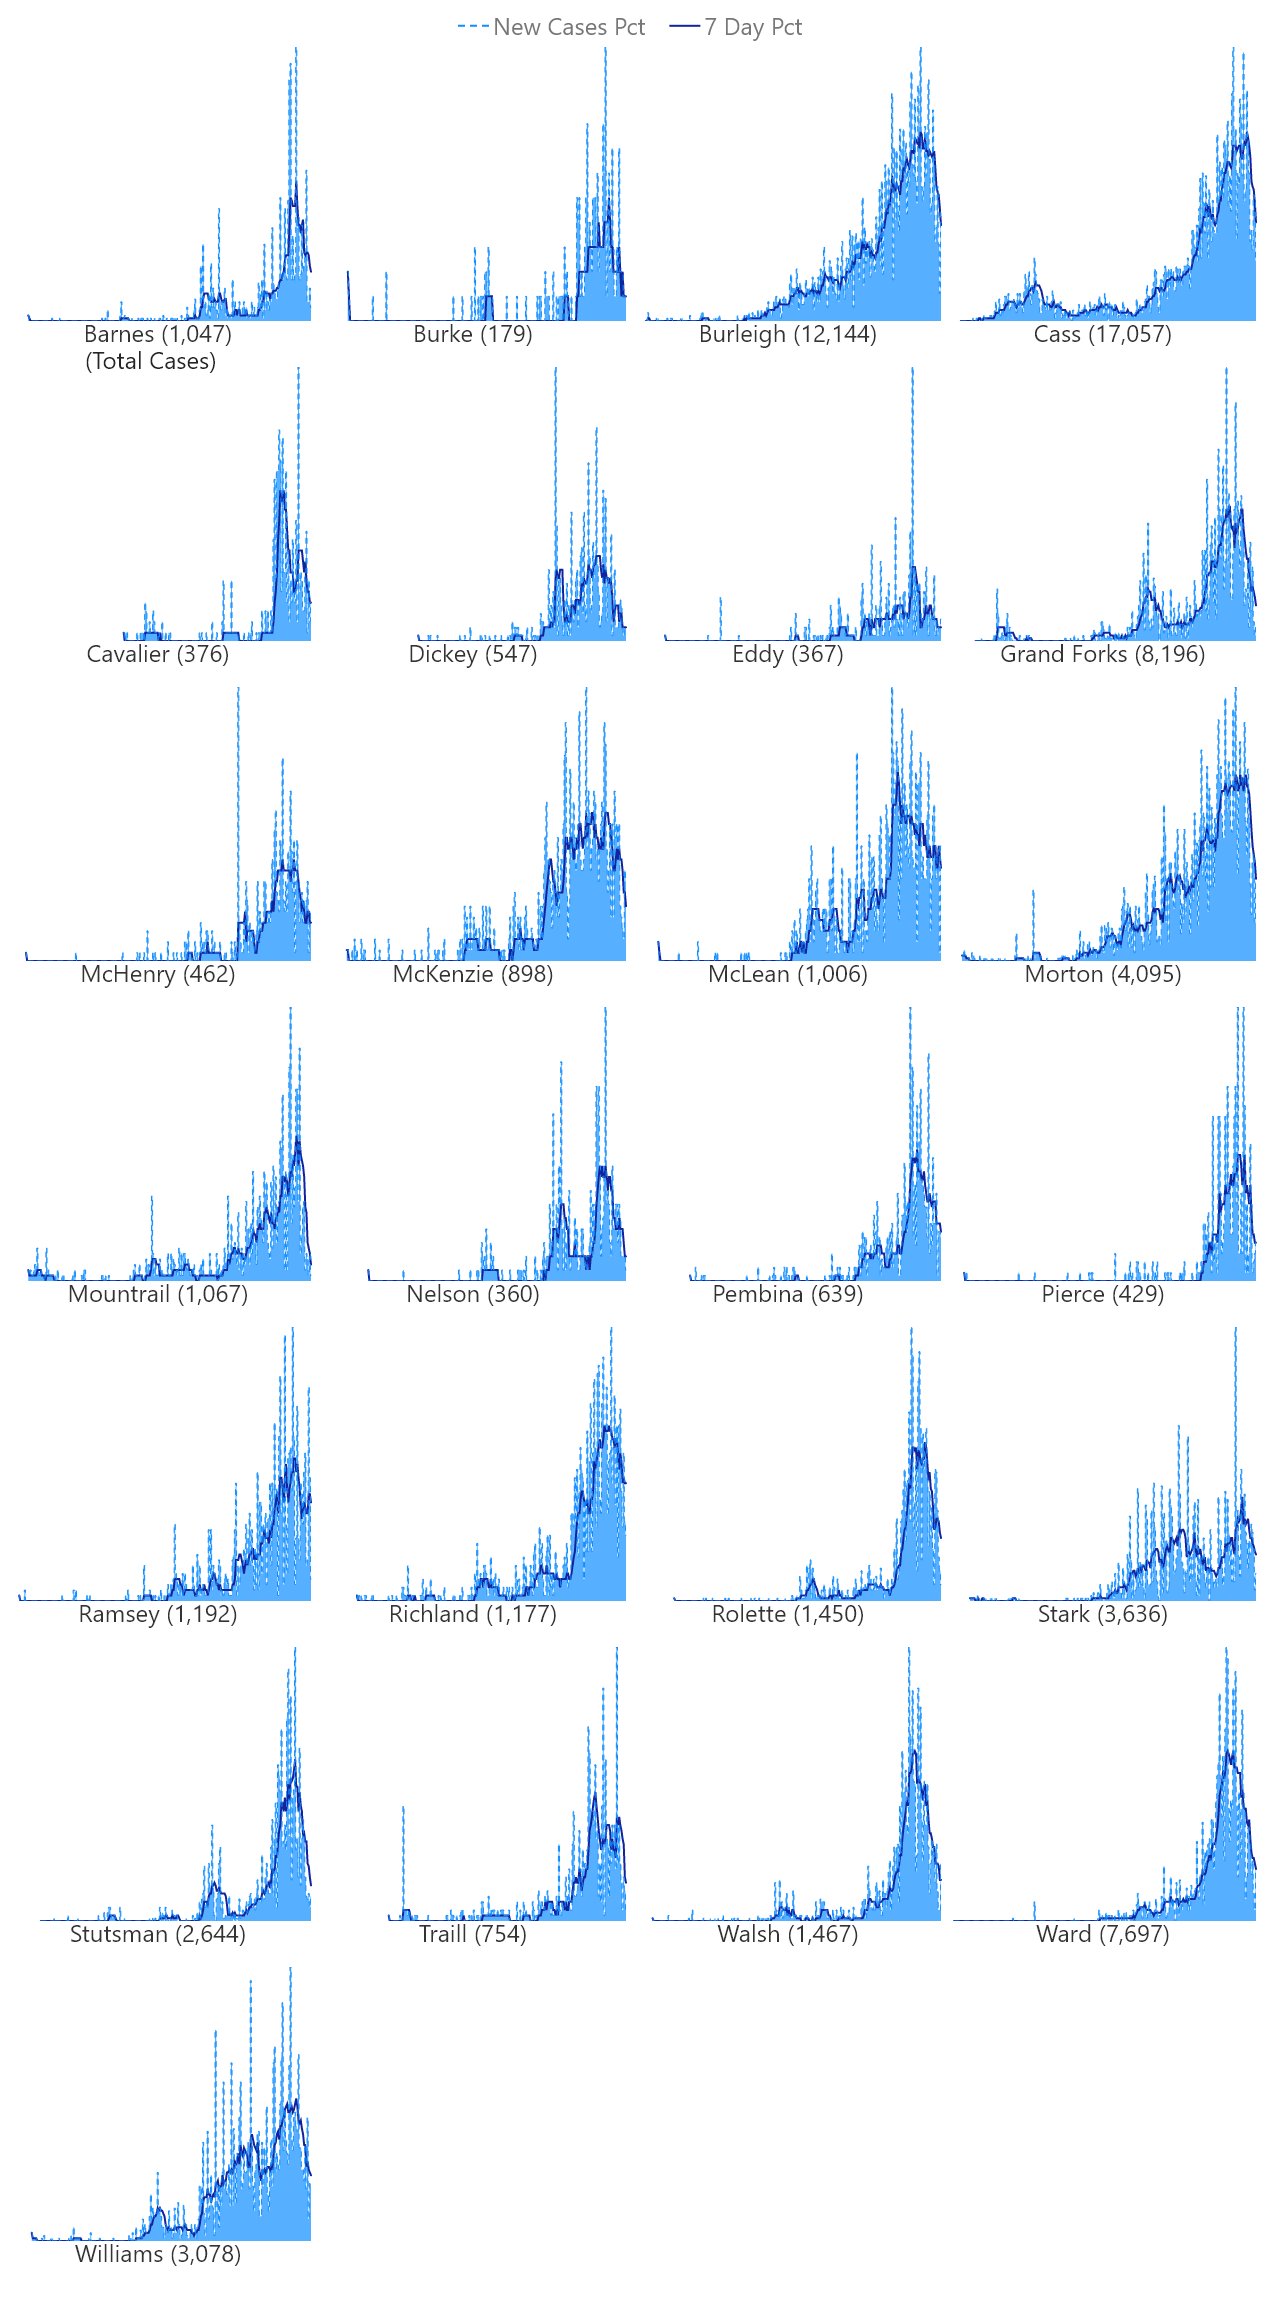 New Cases Pct 7 Day Pct
Barnes (1,047) Burke (179) Burleigh (12,144) Cass (17,057)
(Total Cases)
Cavalier (376) Dickey (547) Eddy (367) Grand Forks (8,196)
McHenry (462) McKenzie (898) McLean (1,006) Morton (4,095)
Mountrail (1,067) Nelson (360) Pembina (639) Pierce (429)
Ramsey (1,192) Richland (1,177) Rolette (1,450) Stark (3,636)
Stutsman (2,644) Traill (754) Walsh (1,467) Ward (7,697)
Williams (3,078)